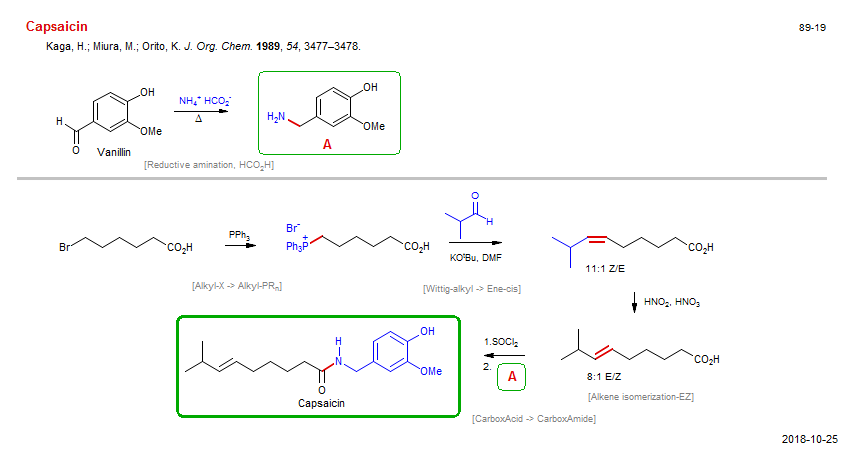 Capsaicin
89-19
Kaga, H.; Miura, M.; Orito, K. J. Org. Chem. 1989, 54, 3477–3478.
OH
NH₄⁺ HCO₂⁻
Δ
H
O
OMe
Vanillin
OH
H₂N
OMe
A
[Reductive amination, HCO₂H]
Br
CO₂H
PPh₃
Br⁻
Ph₃P⁺
CO₂H
O
H
KOᵗBu, DMF
CO₂H
11:1 Z/E
[Alkyl-X -> Alkyl-PRₙ]
[Wittig-alkyl -> Ene-cis]
HNO₂, HNO₃
CO₂H
8:1 E/Z
[Alkene isomerization-EZ]
1.SOCl₂
2.
A
H
N
O
OH
OMe
Capsaicin
[CarboxAcid -> CarboxAmide]
2018-10-25